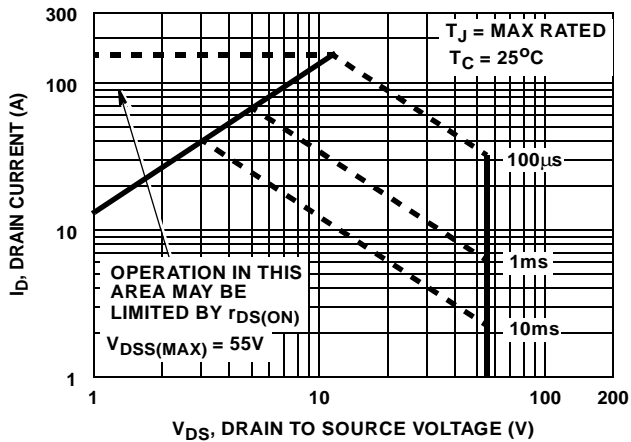 300
100
10
1
I_D, DRAIN CURRENT (A)
T_J = MAX RATED
T_C = 25°C
100μs
1ms
10ms
OPERATION IN THIS
AREA MAY BE
LIMITED BY r_DS(ON)
V_DSS(MAX) = 55V
1
10
100
200
V_DS, DRAIN TO SOURCE VOLTAGE (V)